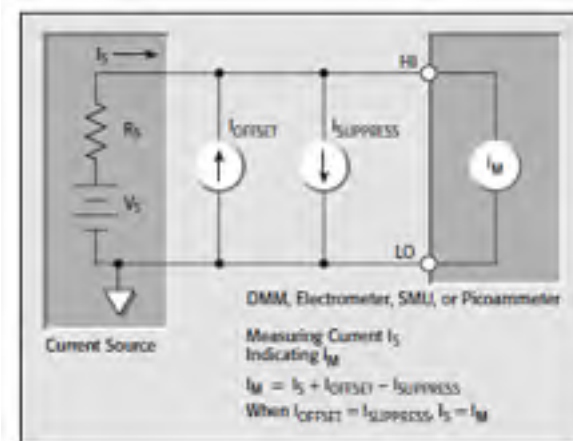 I_S
R_S
V_S
I_OFFSET
I_SUPPRESS
HI
I_M
LO
DMM, Electrometer, SMU, or Picoammeter
Current Source
Measuring Current I_S
Indicating I_M
I_M = I_S + I_OFFSET – I_SUPPRESS
When I_OFFSET = I_SUPPRESS, I_S = I_M